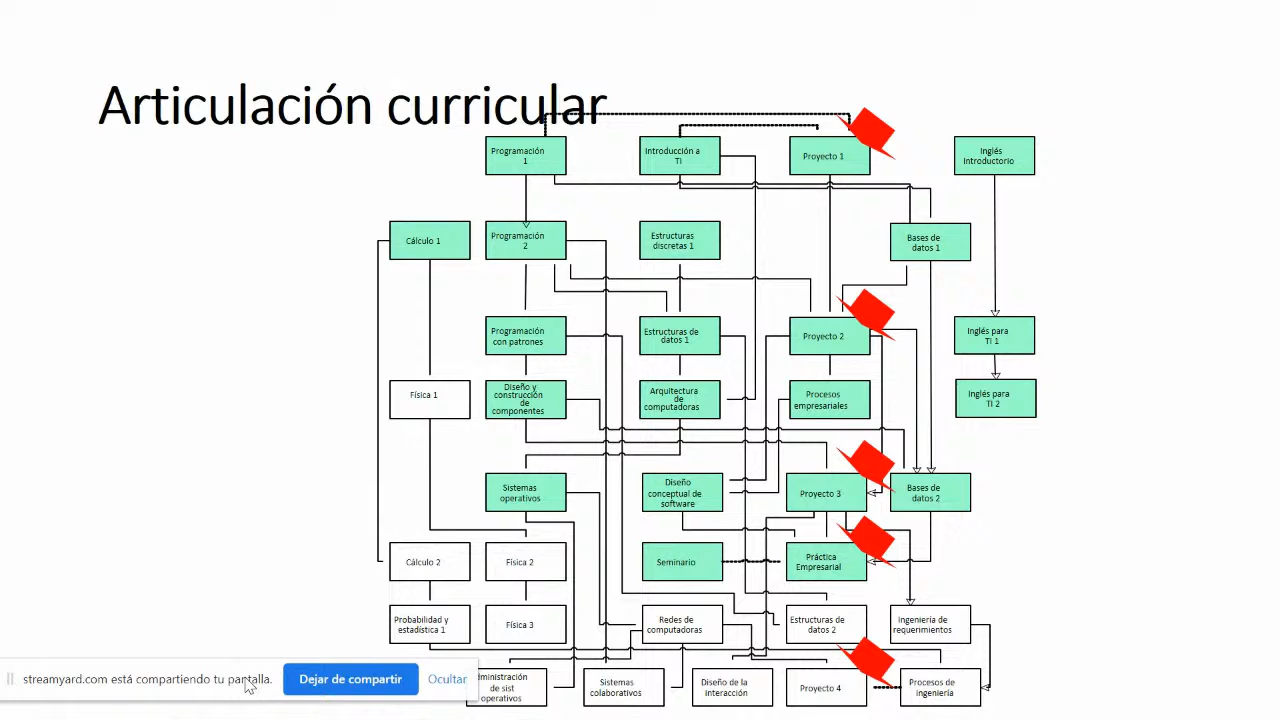 Articulación curricular
Programación
1
Introducción a
TI
Proyecto 1
Inglés
Introductorio
Cálculo 1
Programación
2
Estructuras
discretas 1
Bases de
datos 1
Programación
con patrones
Estructuras de
datos 1
Proyecto 2
Inglés para
TI 1
Física 1
Diseño y
construcción
de
componentes
Arquitectura
de
computadoras
Procesos
empresariales
Inglés para
TI 2
Sistemas
operativos
Diseño
conceptual de
software
Proyecto 3
Bases de
datos 2
Cálculo 2
Física 2
Seminario
Práctica
Empresarial
Probabilidad y
estadística 1
Física 3
Redes de
computadoras
Estructuras de
datos 2
Ingeniería de
requerimientos
ministración
de sist
operativos
Sistemas
colaborativos
Diseño de la
interacción
Proyecto 4
Procesos de
ingeniería
streamyard.com está compartiendo tu pantalla.
Dejar de compartir
Ocultar